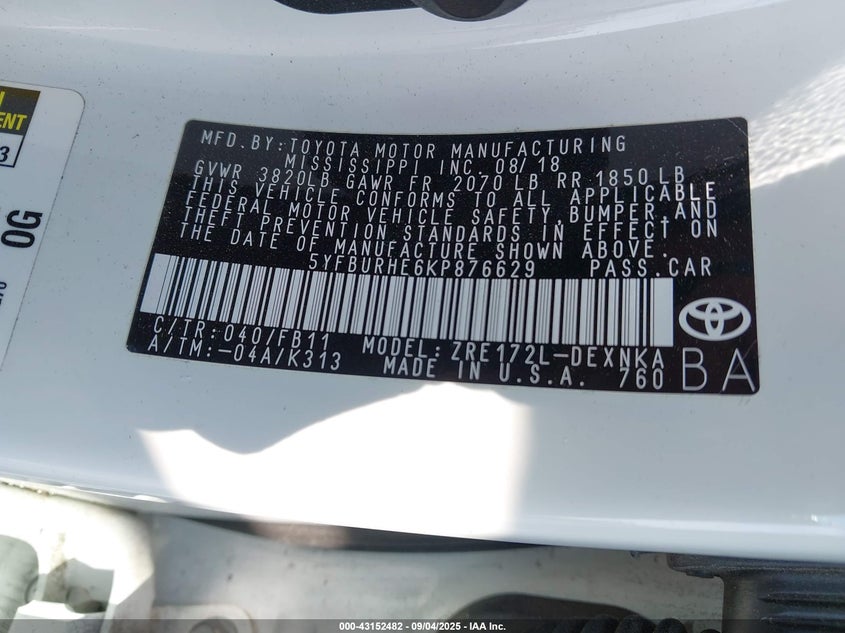 MFD. BY: TOYOTA MOTOR MANUFACTURING
MISSISSIPPI INC. 08/18
GVWR 3820LB GAWR FR 2070 LB RR 1850 LB
THIS VEHICLE CONFORMS TO ALL APPLICABLE
FEDERAL MOTOR VEHICLE SAFETY, BUMPER, AND
THEFT PREVENTION STANDARDS IN EFFECT ON
THE DATE OF MANUFACTURE SHOWN ABOVE.
5YFBURHE6KP876629 PASS. CAR
C/TR: 040/FB11 MODEL: ZRE172L-DEXNKA
A/TM: -04A/K313 MADE IN U.S.A. 760
BA
OG
000-43152482 - 09/04/2025 - IAA Inc.